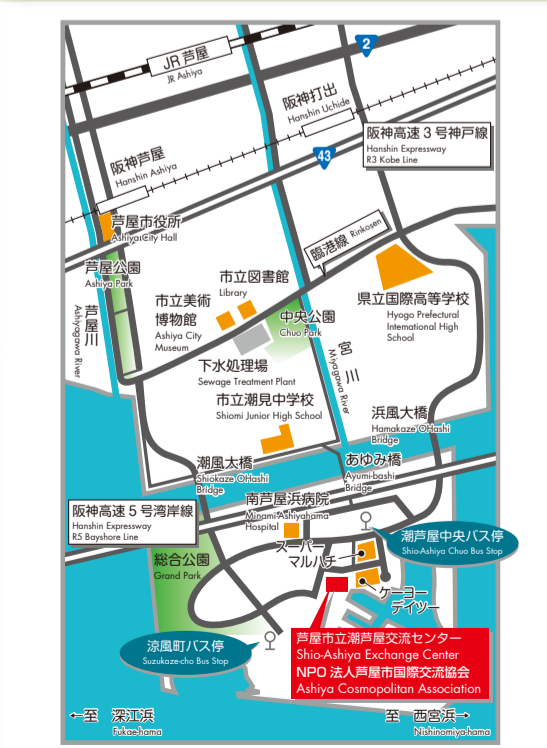 2
JR 芦屋
JR Ashiya
阪神打出
Hanshin Uchide
阪神高速 3 号神戸線
Hanshin Expressway
R3 Kobe Line
43
阪神芦屋
Hanshin Ashiya
芦屋市役所
Ashiya City Hall
芦屋公園
Ashiya Park
臨港線 Rinkosen
市立図書館
Library
市立美術
博物館
Ashiya City
Museum
芦屋川
Ashiyagawa River
中央公園
Chuo Park
県立国際高等学校
Hyogo Prefectural
International High
School
下水処理場
Sewage Treatment Plant
宮川
Miyagawa River
市立潮見中学校
Shiomi Junior High School
浜風大橋
Hamakaze OHashi
Bridge
潮風大橋
Shiokaze OHashi
Bridge
あゆみ橋
Ayumi-bashi
Bridge
南芦屋浜病院
Minami Ashiyahama
Hospital
阪神高速 5 号湾岸線
Hanshin Expressway
R5 Bayshore Line
潮芦屋中央バス停
Shio-Ashiya Chuo Bus Stop
スーパー
マルハチ
総合公園
Grand Park
ケーヨー
デイツー
涼風町バス停
Suzukaze-cho Bus Stop
芦屋市立潮芦屋交流センター
Shio-Ashiya Exchange Center
NPO 法人芦屋市国際交流協会
Ashiya Cosmopolitan Association
←至 深江浜
Fukae-hama
至 西宮浜→
Nishinomiya-hama